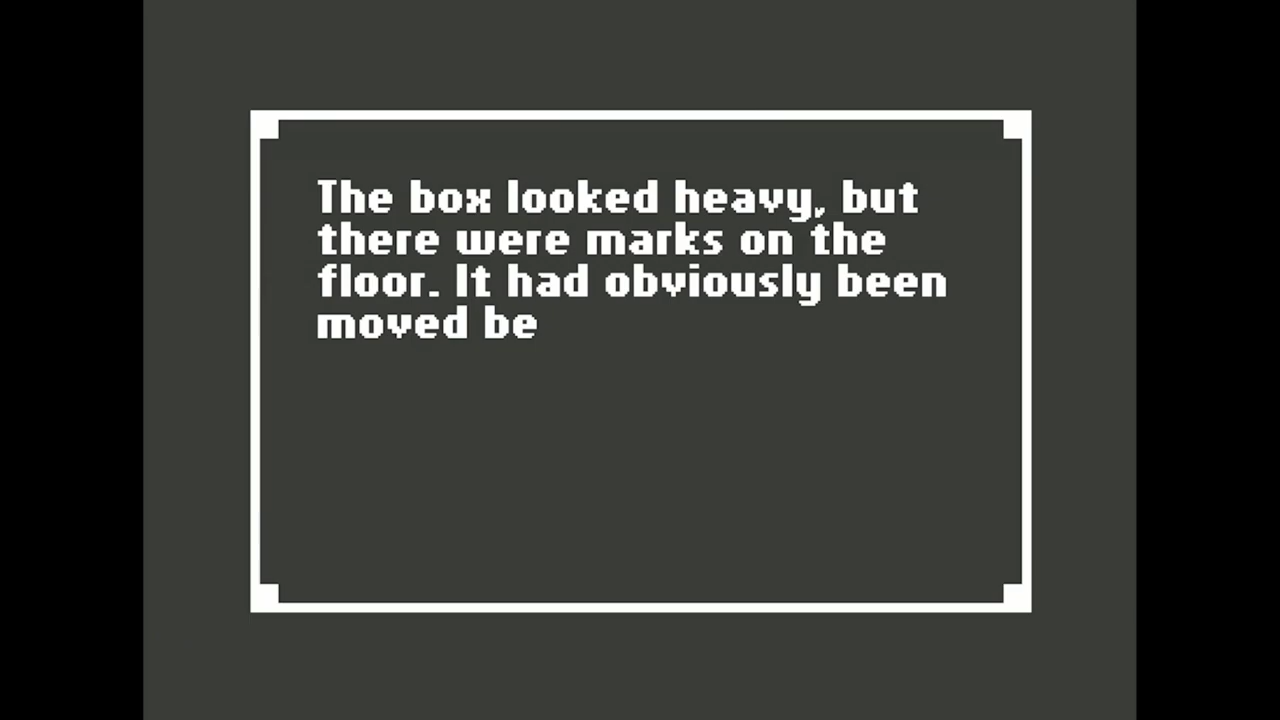 The box looked heavy, but
there were marks on the
floor. It had obviously been
moved be